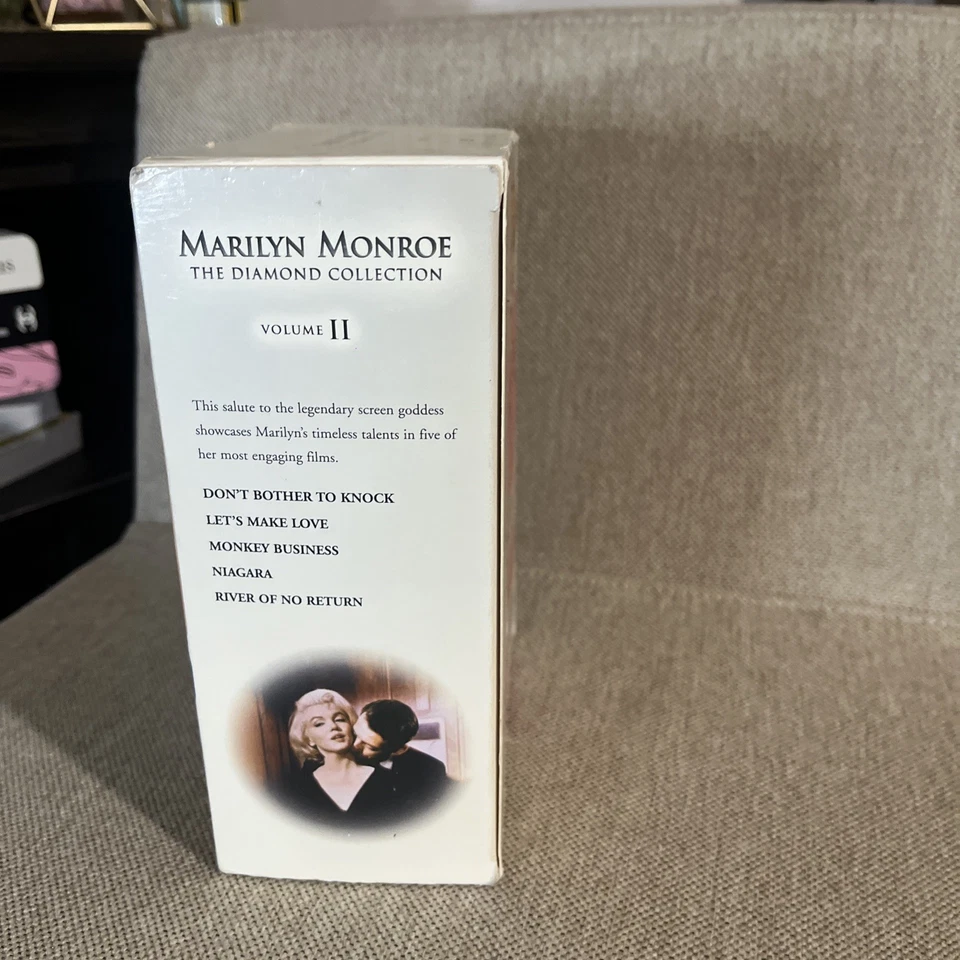 MARILYN MONROE
THE DIAMOND COLLECTION
VOLUME II
This salute to the legendary screen goddess
showcases Marilyn's timeless talents in five of
her most engaging films.
DON'T BOTHER TO KNOCK
LET'S MAKE LOVE
MONKEY BUSINESS
NIAGARA
RIVER OF NO RETURN